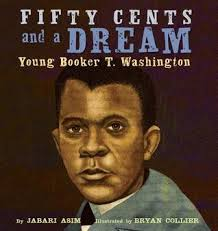 FIFTY CENTS
and a DREAM
Young Booker T. Washington
By JABARI ASIM Illustrated by BRYAN COLLIER